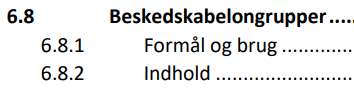 6.8 Beskedskabelongrupper.....
6.8.1 Formål og brug .............
6.8.2 Indhold .........................